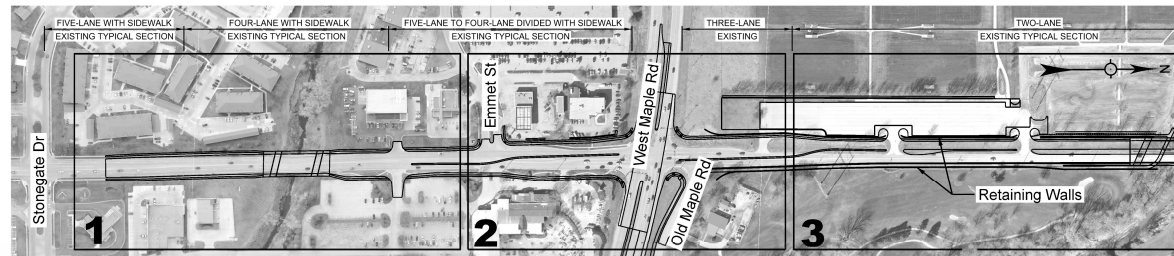 FIVE-LANE WITH SIDEWALK
EXISTING TYPICAL SECTION
FOUR-LANE WITH SIDEWALK
EXISTING TYPICAL SECTION
FIVE-LANE TO FOUR-LANE DIVIDED WITH SIDEWALK
EXISTING TYPICAL SECTION
THREE-LANE
EXISTING
TWO-LANE
EXISTING TYPICAL SECTION
N
Stonegate Dr
Emmet St
West Maple Rd
Old Maple Rd
Retaining Walls
1
2
3